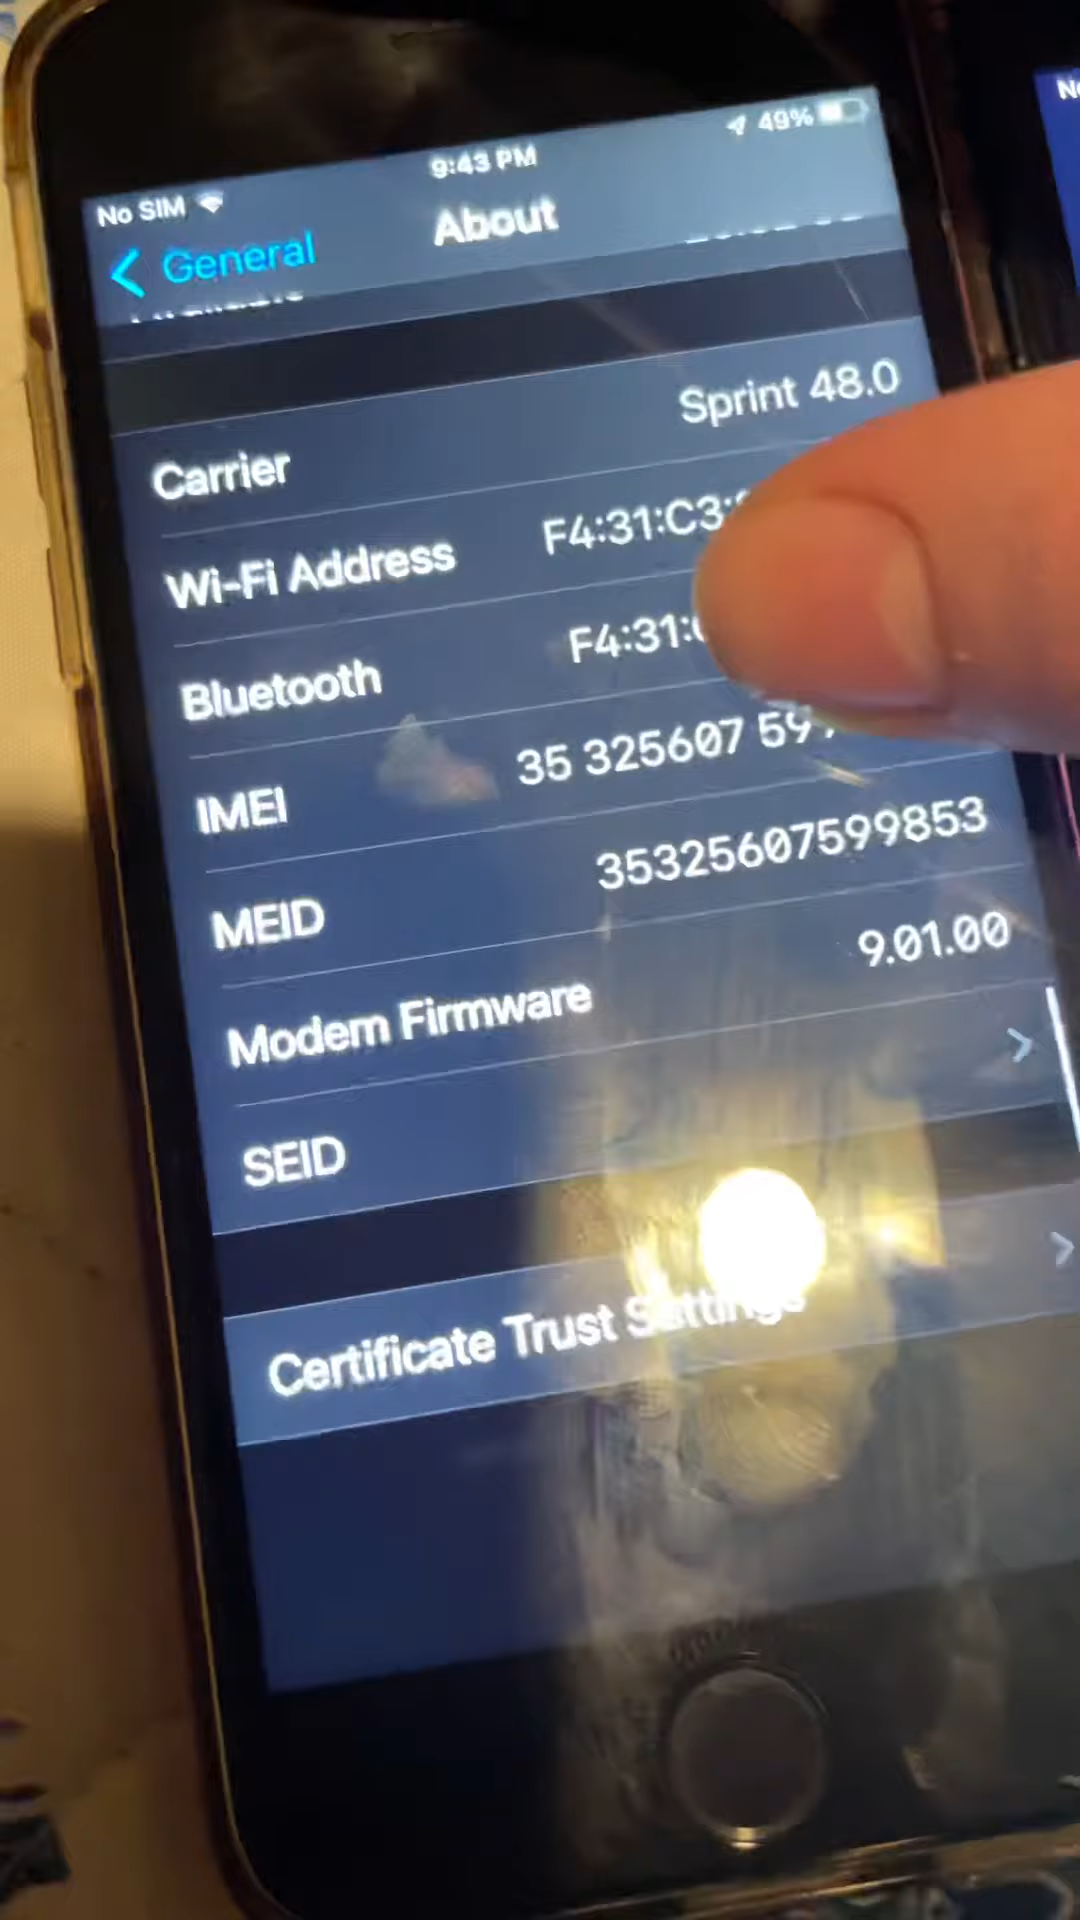 No SIM 9:43 PM 49%
General About
Carrier Sprint 48.0
Wi-Fi Address F4:31:C3:
Bluetooth F4:31:
IMEI 35 325607 59
MEID 35325607599853
Modem Firmware 9.01.00
SEID
Certificate Trust Settings